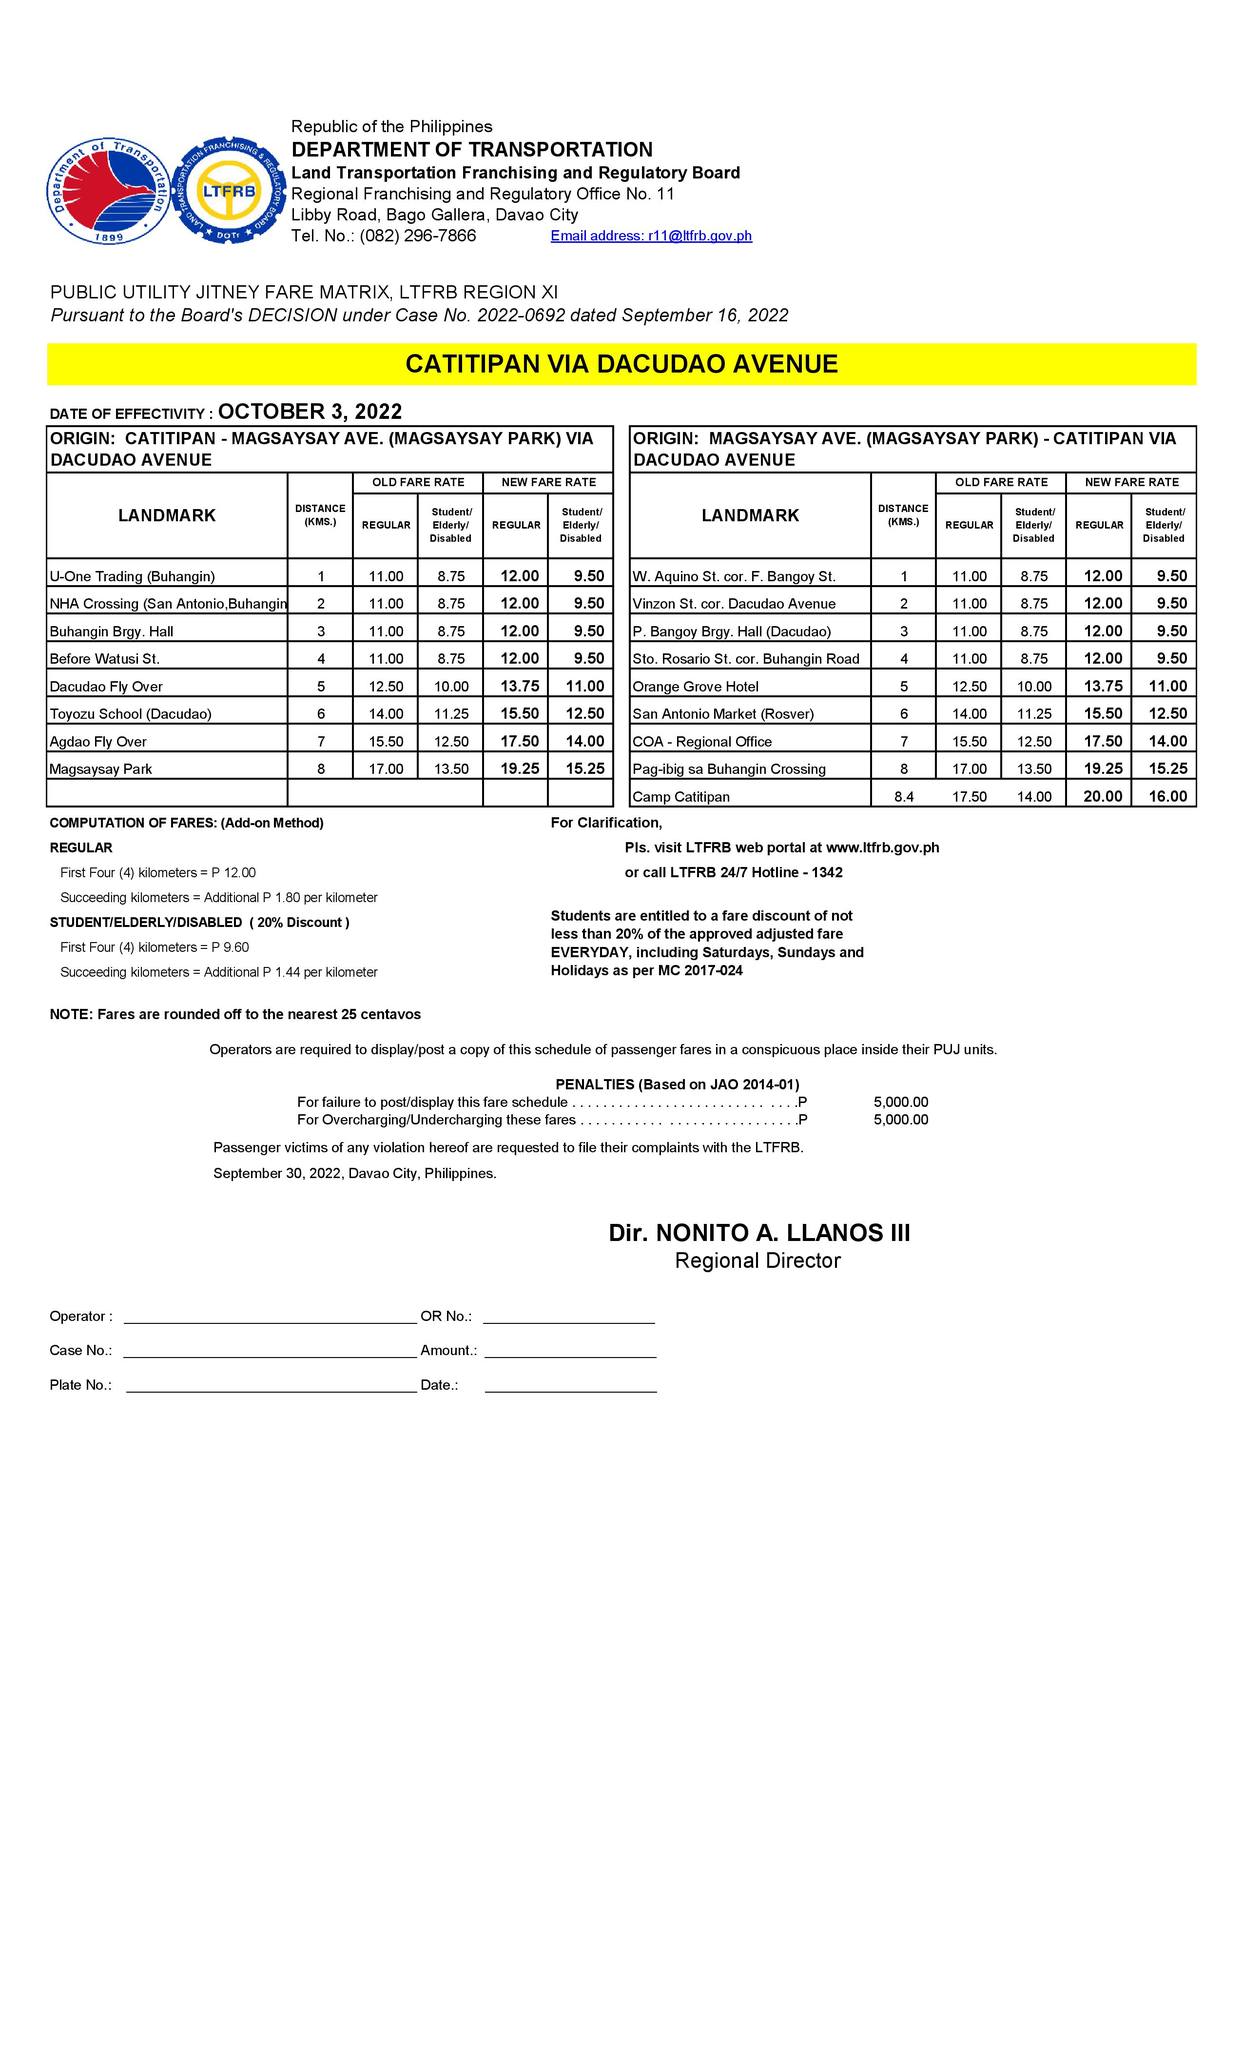 Republic of the Philippines
DEPARTMENT OF TRANSPORTATION
Land Transportation Franchising and Regulatory Board
Regional Franchising and Regulatory Office No. 11
Libby Road, Bago Gallera, Davao City
Tel. No.: (082) 296-7866 Email address: r11@ltfrb.gov.ph
Department of Transportation
1899
LAND TRANSPORTATION FRANCHISING & REGULATORY BOARD
LTFRB
DOTr
PUBLIC UTILITY JITNEY FARE MATRIX, LTFRB REGION XI
Pursuant to the Board's DECISION under Case No. 2022-0692 dated September 16, 2022
CATITIPAN VIA DACUDAO AVENUE
DATE OF EFFECTIVITY : OCTOBER 3, 2022
ORIGIN: CATITIPAN - MAGSAYSAY AVE. (MAGSAYSAY PARK) VIA
DACUDAO AVENUE
LANDMARK DISTANCE (KMS.) OLD FARE RATE NEW FARE RATE
REGULAR Student/ Elderly/ Disabled REGULAR Student/ Elderly/ Disabled
U-One Trading (Buhangin) 1 11.00 8.75 12.00 9.50
NHA Crossing (San Antonio,Buhangin 2 11.00 8.75 12.00 9.50
Buhangin Brgy. Hall 3 11.00 8.75 12.00 9.50
Before Watusi St. 4 11.00 8.75 12.00 9.50
Dacudao Fly Over 5 12.50 10.00 13.75 11.00
Toyozu School (Dacudao) 6 14.00 11.25 15.50 12.50
Agdao Fly Over 7 15.50 12.50 17.50 14.00
Magsaysay Park 8 17.00 13.50 19.25 15.25
ORIGIN: MAGSAYSAY AVE. (MAGSAYSAY PARK) - CATITIPAN VIA
DACUDAO AVENUE
LANDMARK DISTANCE (KMS.) OLD FARE RATE NEW FARE RATE
REGULAR Student/ Elderly/ Disabled REGULAR Student/ Elderly/ Disabled
W. Aquino St. cor. F. Bangoy St. 1 11.00 8.75 12.00 9.50
Vinzon St. cor. Dacudao Avenue 2 11.00 8.75 12.00 9.50
P. Bangoy Brgy. Hall (Dacudao) 3 11.00 8.75 12.00 9.50
Sto. Rosario St. cor. Buhangin Road 4 11.00 8.75 12.00 9.50
Orange Grove Hotel 5 12.50 10.00 13.75 11.00
San Antonio Market (Rosver) 6 14.00 11.25 15.50 12.50
COA - Regional Office 7 15.50 12.50 17.50 14.00
Pag-ibig sa Buhangin Crossing 8 17.00 13.50 19.25 15.25
Camp Catitipan 8.4 17.50 14.00 20.00 16.00
COMPUTATION OF FARES: (Add-on Method)
REGULAR
First Four (4) kilometers = P 12.00
Succeeding kilometers = Additional P 1.80 per kilometer
STUDENT/ELDERLY/DISABLED ( 20% Discount )
First Four (4) kilometers = P 9.60
Succeeding kilometers = Additional P 1.44 per kilometer
For Clarification,
Pls. visit LTFRB web portal at www.ltfrb.gov.ph
or call LTFRB 24/7 Hotline - 1342
Students are entitled to a fare discount of not
less than 20% of the approved adjusted fare
EVERYDAY, including Saturdays, Sundays and
Holidays as per MC 2017-024
NOTE: Fares are rounded off to the nearest 25 centavos
Operators are required to display/post a copy of this schedule of passenger fares in a conspicuous place inside their PUJ units.
PENALTIES (Based on JAO 2014-01)
For failure to post/display this fare schedule . . . . . . . . . . . . . . . . . . . . . . . . . . . . . .P 5,000.00
For Overcharging/Undercharging these fares . . . . . . . . . . . . . . . . . . . . . . . . . . . . .P 5,000.00
Passenger victims of any violation hereof are requested to file their complaints with the LTFRB.
September 30, 2022, Davao City, Philippines.
Dir. NONITO A. LLANOS III
Regional Director
Operator : OR No.:
Case No.: Amount.:
Plate No.: Date.: